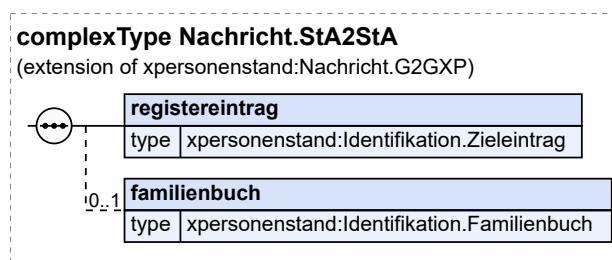 complexType Nachricht.StA2StA
(extension of xpersonenstand:Nachricht.G2GXP)
registereintrag
type xpersonenstand:Identifikation.Zieleintrag
0..1 familienbuch
type xpersonenstand:Identifikation.Familienbuch